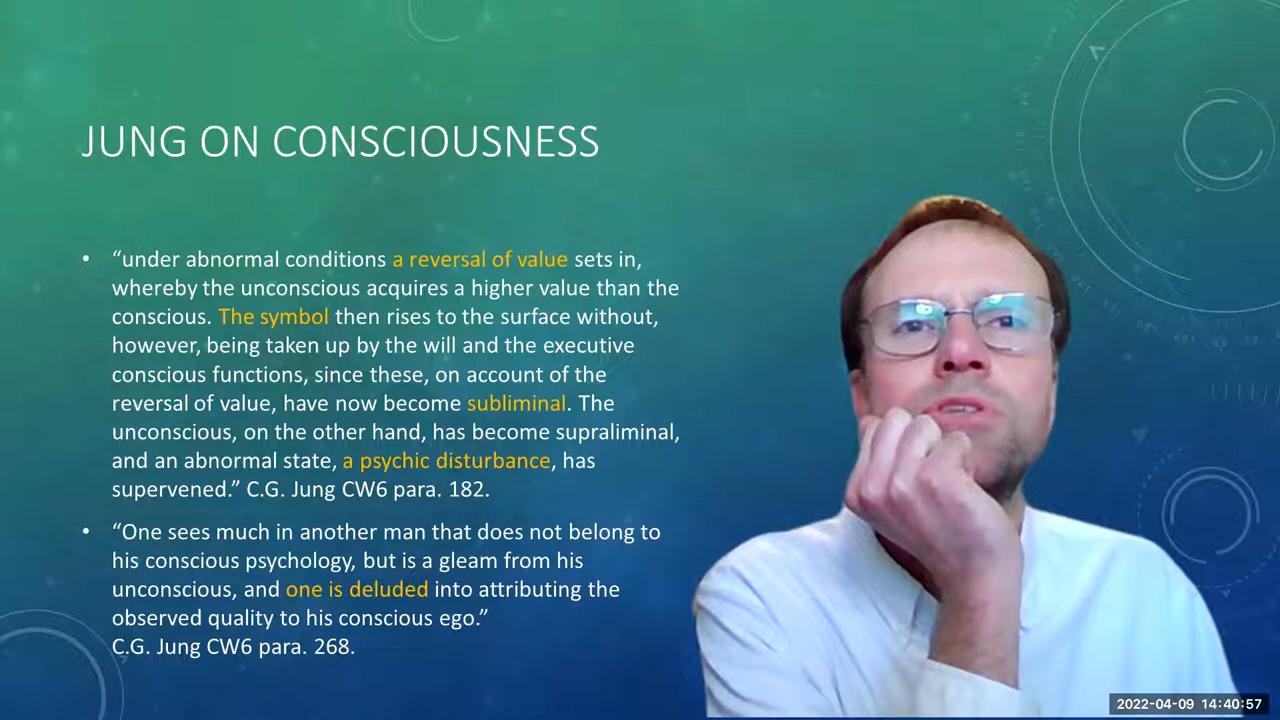 JUNG ON CONSCIOUSNESS
• “under abnormal conditions a reversal of value sets in,
whereby the unconscious acquires a higher value than the
conscious. The symbol then rises to the surface without,
however, being taken up by the will and the executive
conscious functions, since these, on account of the
reversal of value, have now become subliminal. The
unconscious, on the other hand, has become supraliminal,
and an abnormal state, a psychic disturbance, has
supervened.” C.G. Jung CW6 para. 182.
• “One sees much in another man that does not belong to
his conscious psychology, but is a gleam from his
unconscious, and one is deluded into attributing the
observed quality to his conscious ego.”
C.G. Jung CW6 para. 268.
2022-04-09 14:40:57